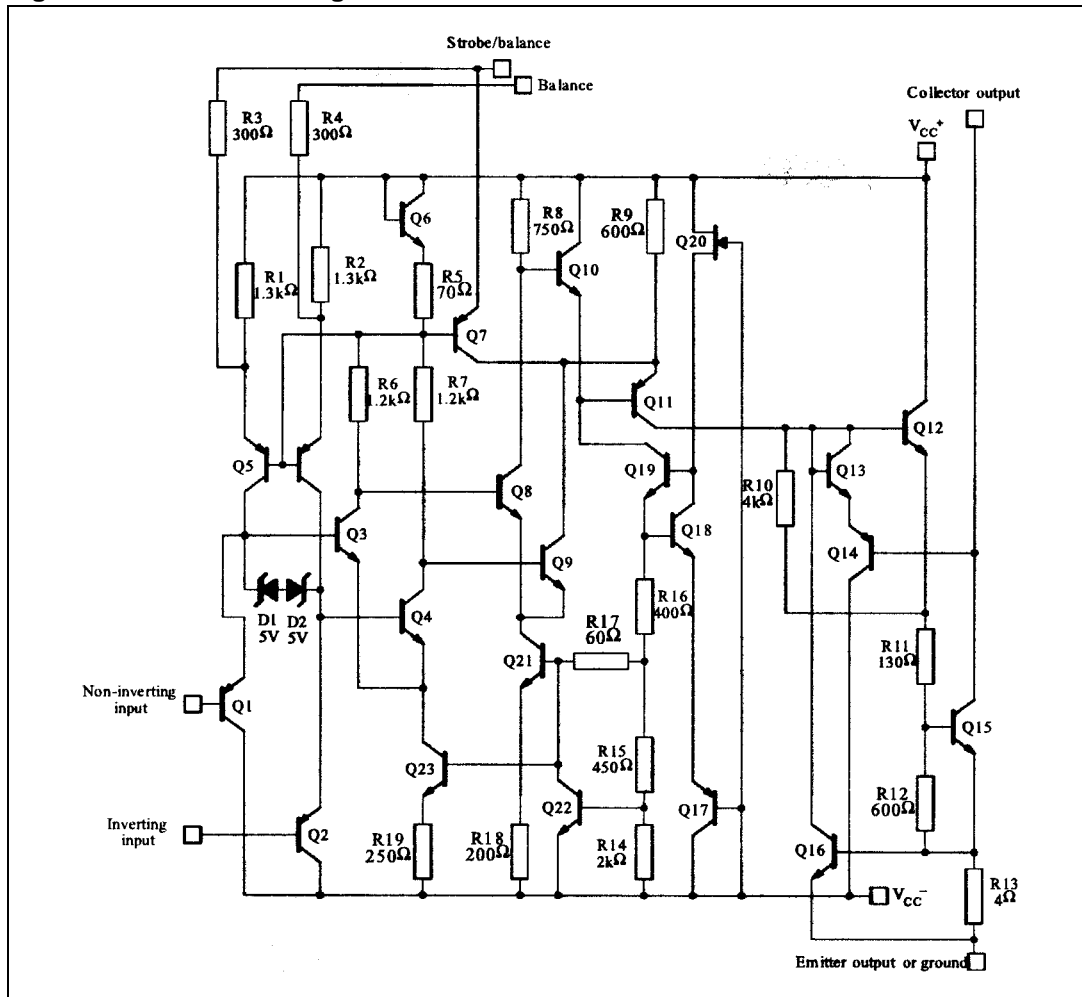 Strobe/balance
Balance
Collector output
R3
300Ω
R4
300Ω
VCC+
Q6
R8
750Ω
R9
600Ω
Q20
Q10
R1
1.3kΩ
R2
1.3kΩ
R5
70Ω
Q7
R6
1.2kΩ
R7
1.2kΩ
Q11
Q12
Q5
Q19
Q13
Q8
R10
4kΩ
Q3
Q18
Q14
Q9
D1
5V
D2
5V
Q4
R16
400Ω
R17
60Ω
R11
130Ω
Q21
Non-inverting
input
Q1
Q15
Q23
R15
450Ω
Q22
Q17
R12
600Ω
Inverting
input
Q2
R19
250Ω
R18
200Ω
R14
2kΩ
Q16
VCC-
R13
4Ω
Emitter output or ground